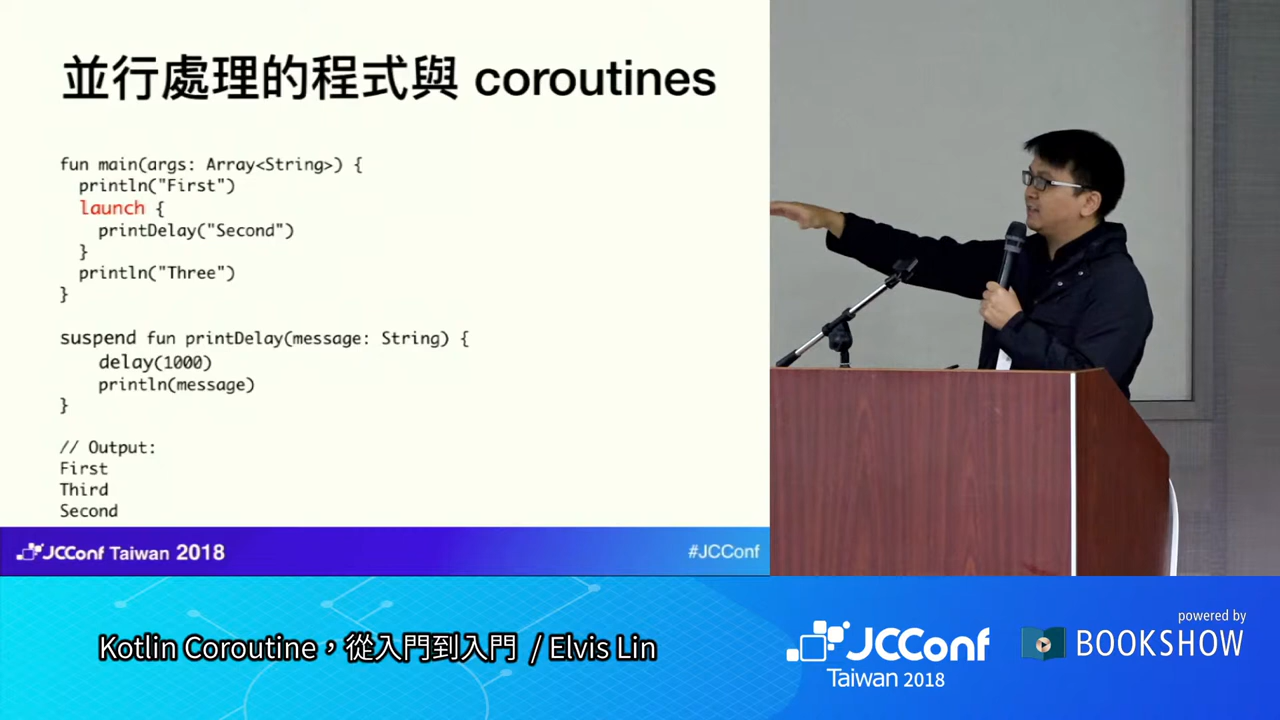 並行處理的程式與 coroutines
fun main(args: Array<String>) {
println("First")
launch {
printDelay("Second")
}
println("Three")
}
suspend fun printDelay(message: String) {
delay(1000)
println(message)
}
// Output:
First
Third
Second
JCConf Taiwan 2018
#JCConf
Kotlin Coroutine，從入門到入門 / Elvis Lin
JCConf
Taiwan 2018
powered by
BOOKSHOW